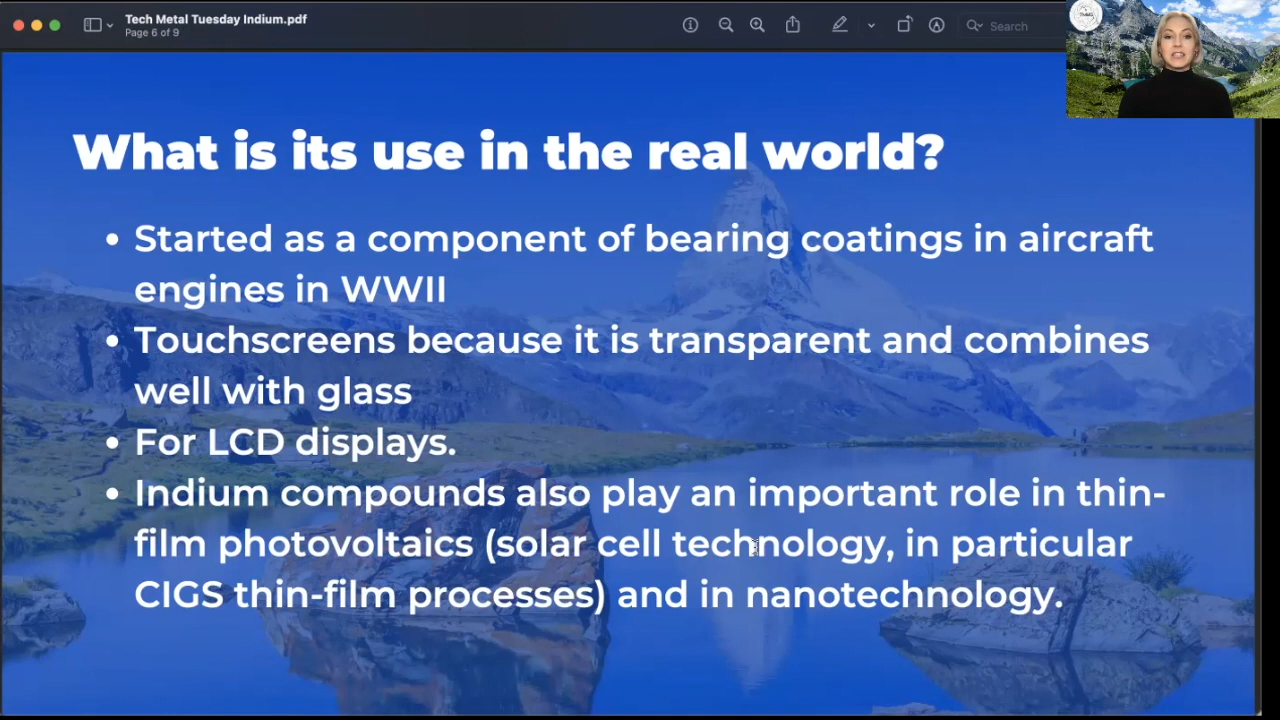 Tech Metal Tuesday Indium.pdf
Page 6 of 9
Search
What is its use in the real world?
• Started as a component of bearing coatings in aircraft
engines in WWII
• Touchscreens because it is transparent and combines
well with glass
• For LCD displays.
• Indium compounds also play an important role in thin-
film photovoltaics (solar cell technology, in particular
CIGS thin-film processes) and in nanotechnology.